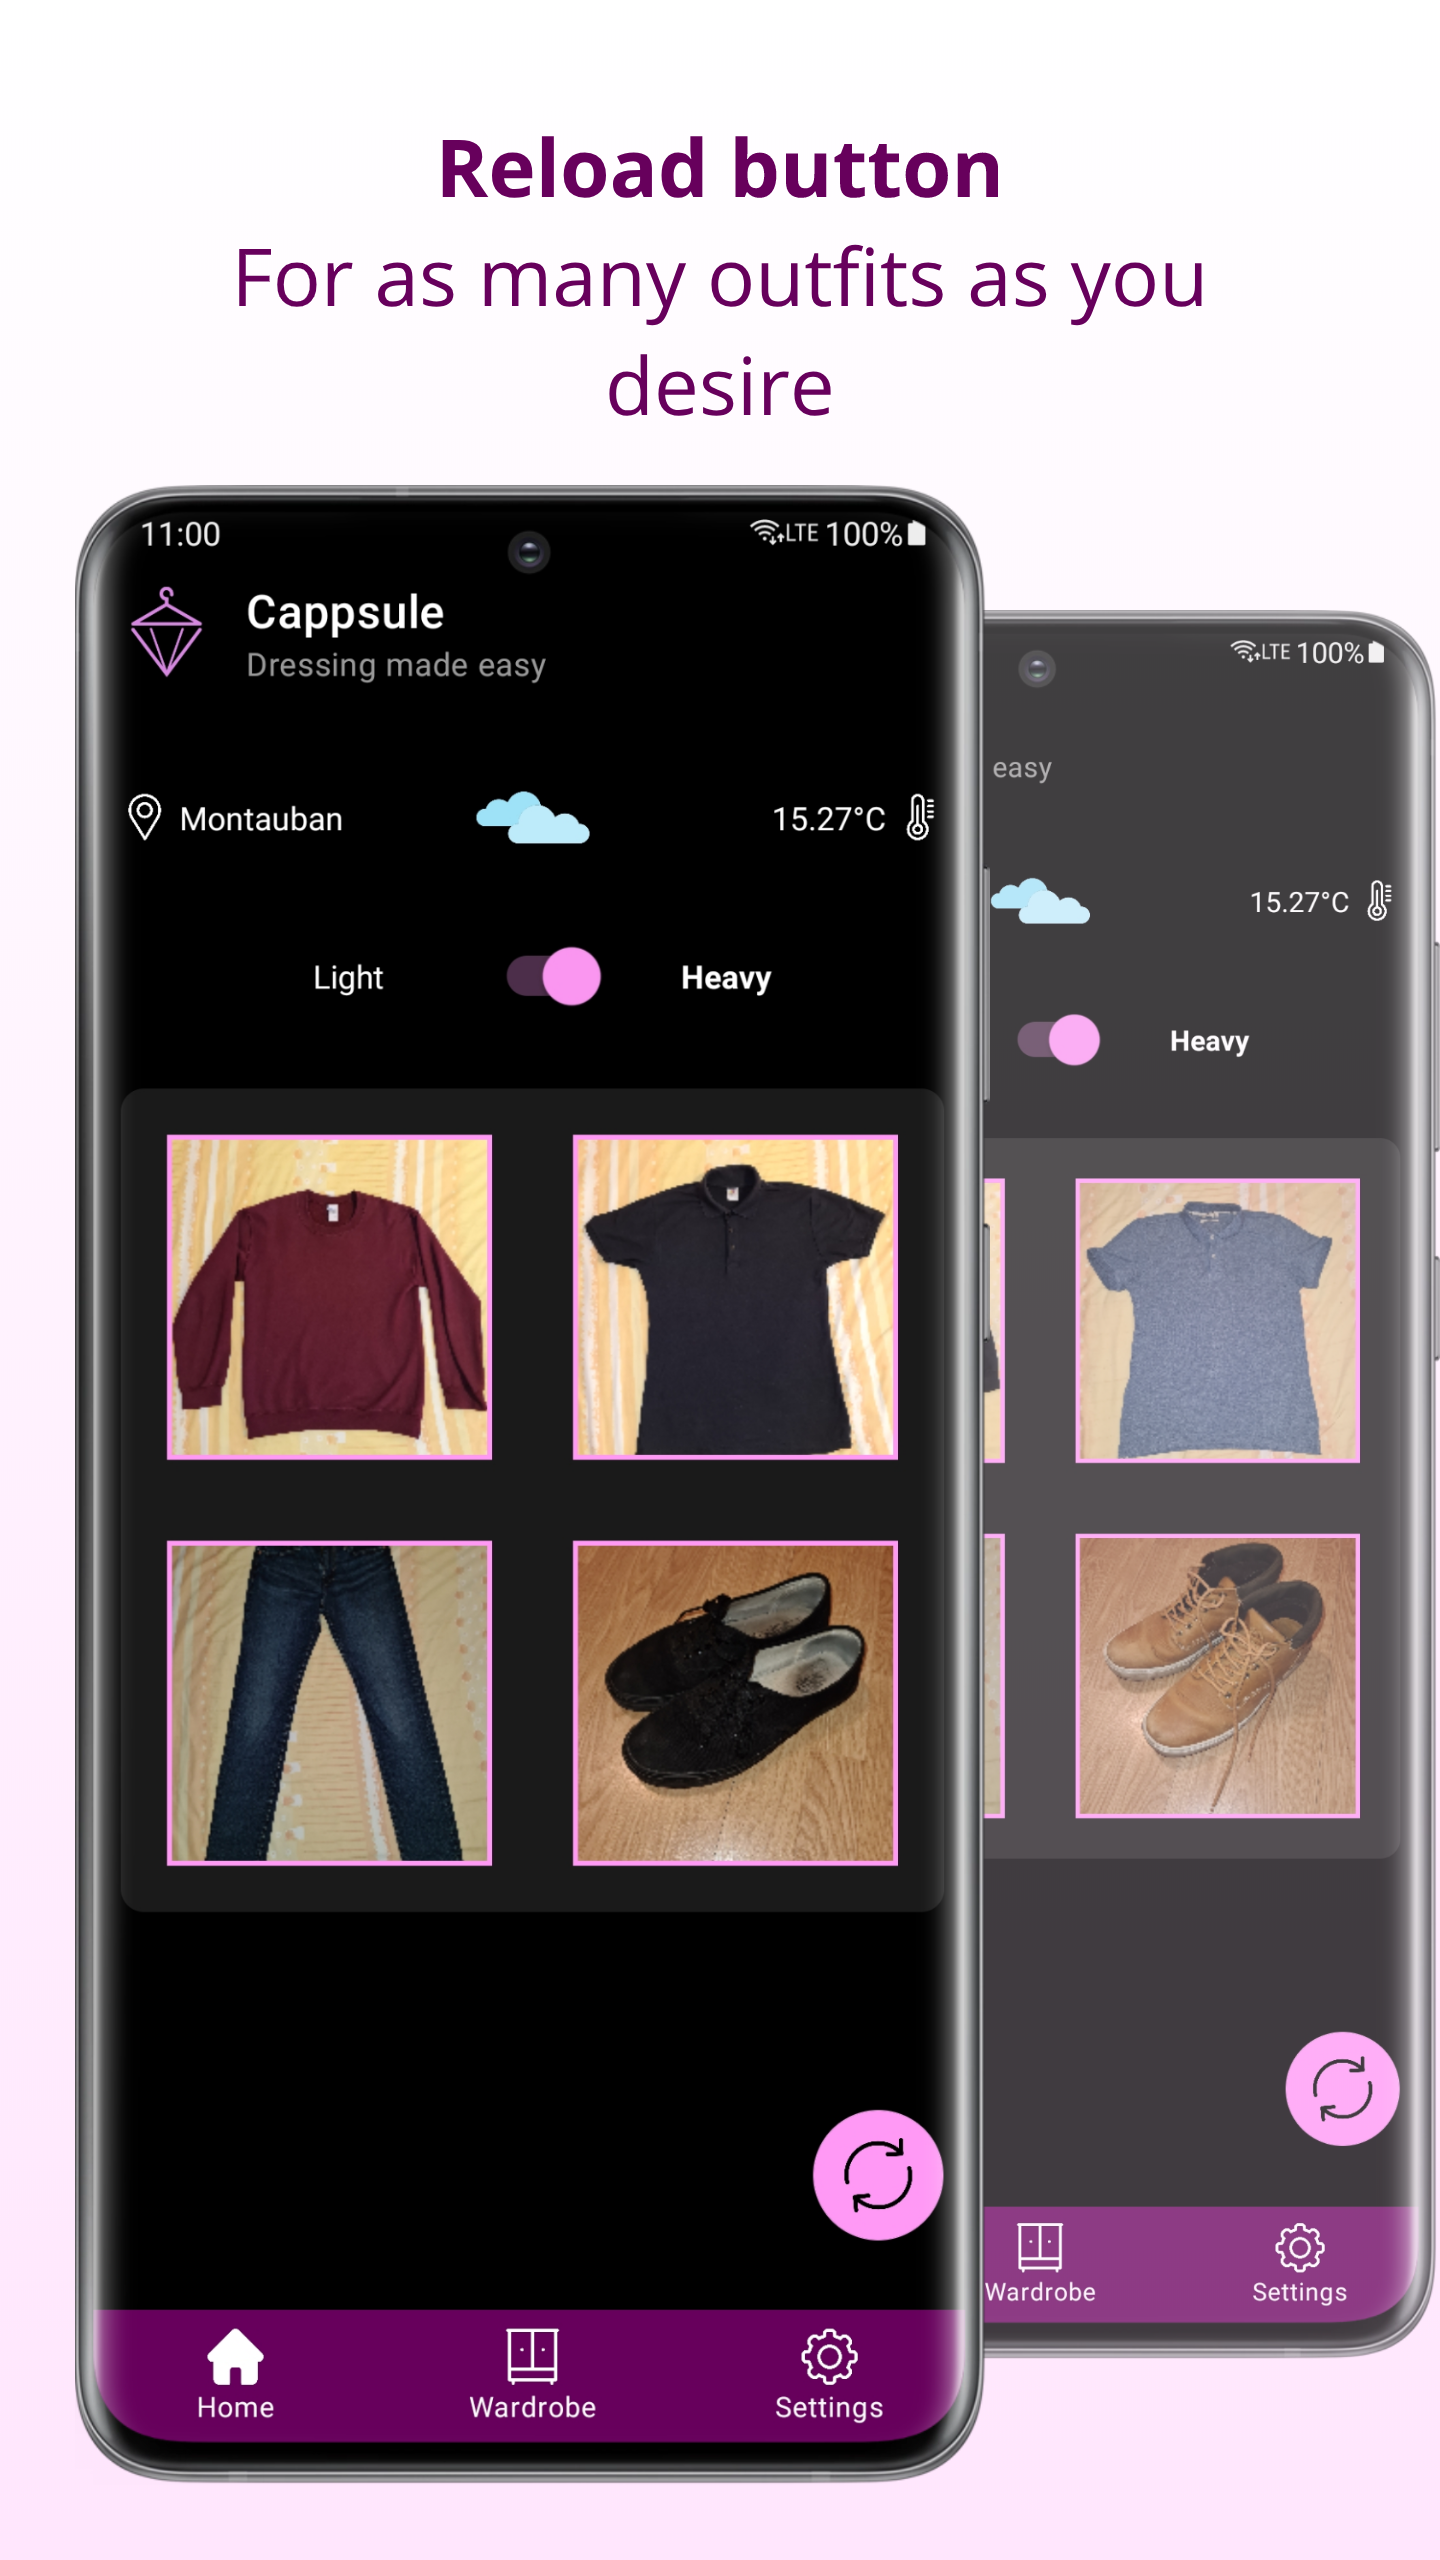 Reload button
For as many outfits as you
desire
11:00
LTE 100%
Cappsule
Dressing made easy
Montauban
15.27°C
Light
Heavy
Home
Wardrobe
Settings
LTE 100%
easy
15.27°C
Heavy
Wardrobe
Settings